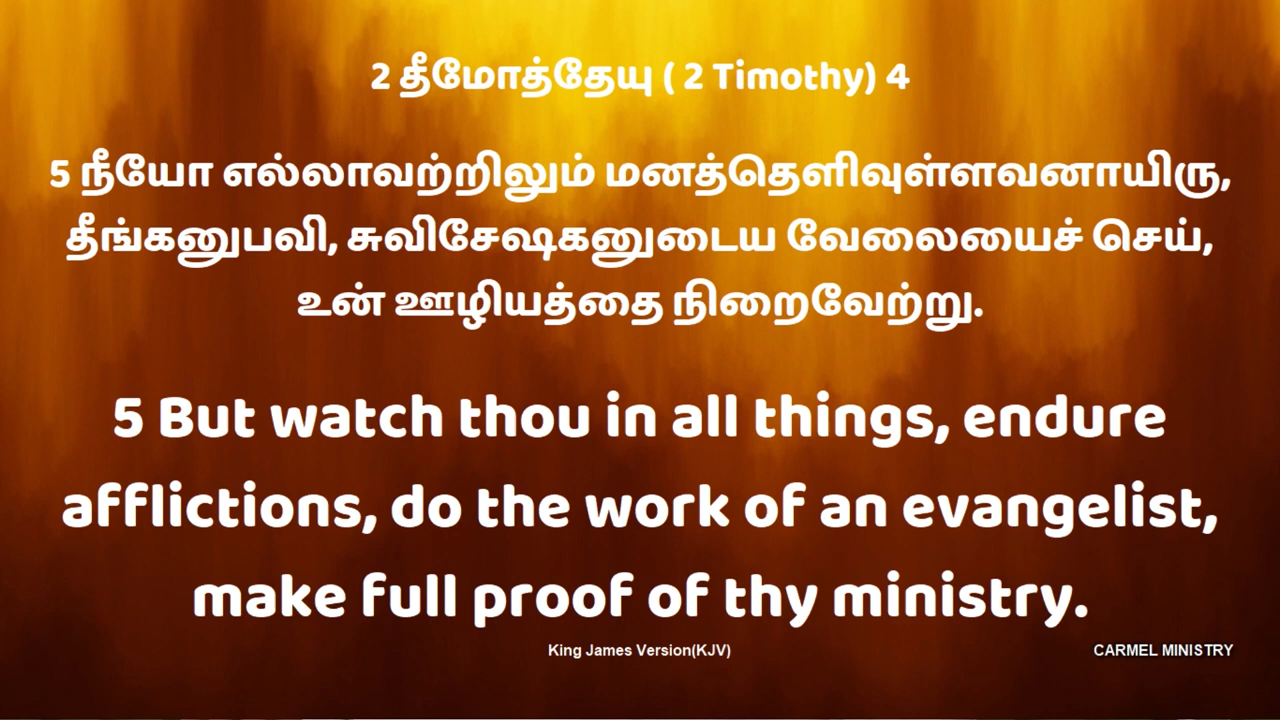 2 தீமோத்தேயு ( 2 Timothy) 4
5 நீயோ எல்லாவற்றிலும் மனத்தெளிவுள்ளவனாயிரு,
தீங்கனுபவி, சுவிசேஷகனுடைய வேலையைச் செய்,
உன் ஊழியத்தை நிறைவேற்று.
5 But watch thou in all things, endure
afflictions, do the work of an evangelist,
make full proof of thy ministry.
King James Version(KJV)
CARMEL MINISTRY